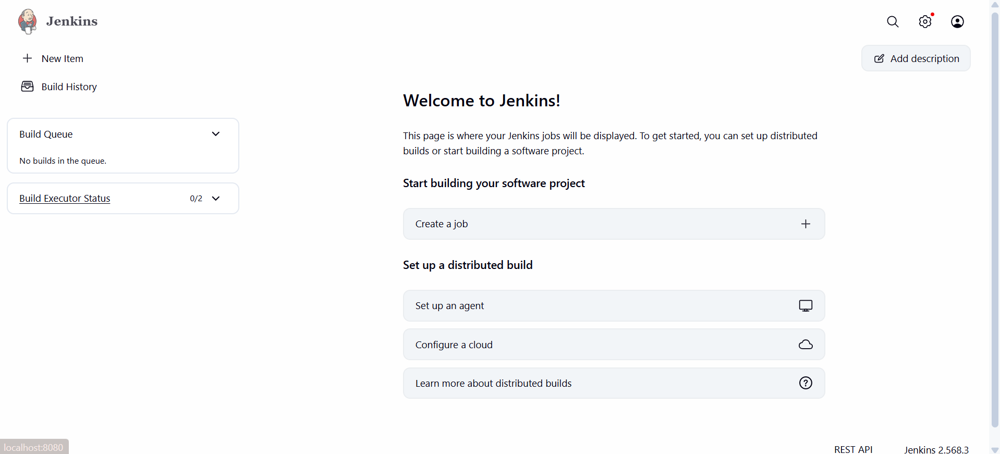 Jenkins
New Item
Build History
Add description
Build Queue
No builds in the queue.
Build Executor Status
0/2
Welcome to Jenkins!
This page is where your Jenkins jobs will be displayed. To get started, you can set up distributed
builds or start building a software project.
Start building your software project
Create a job
Set up a distributed build
Set up an agent
Configure a cloud
Learn more about distributed builds
localhost:8080
REST API
Jenkins 2.568.3